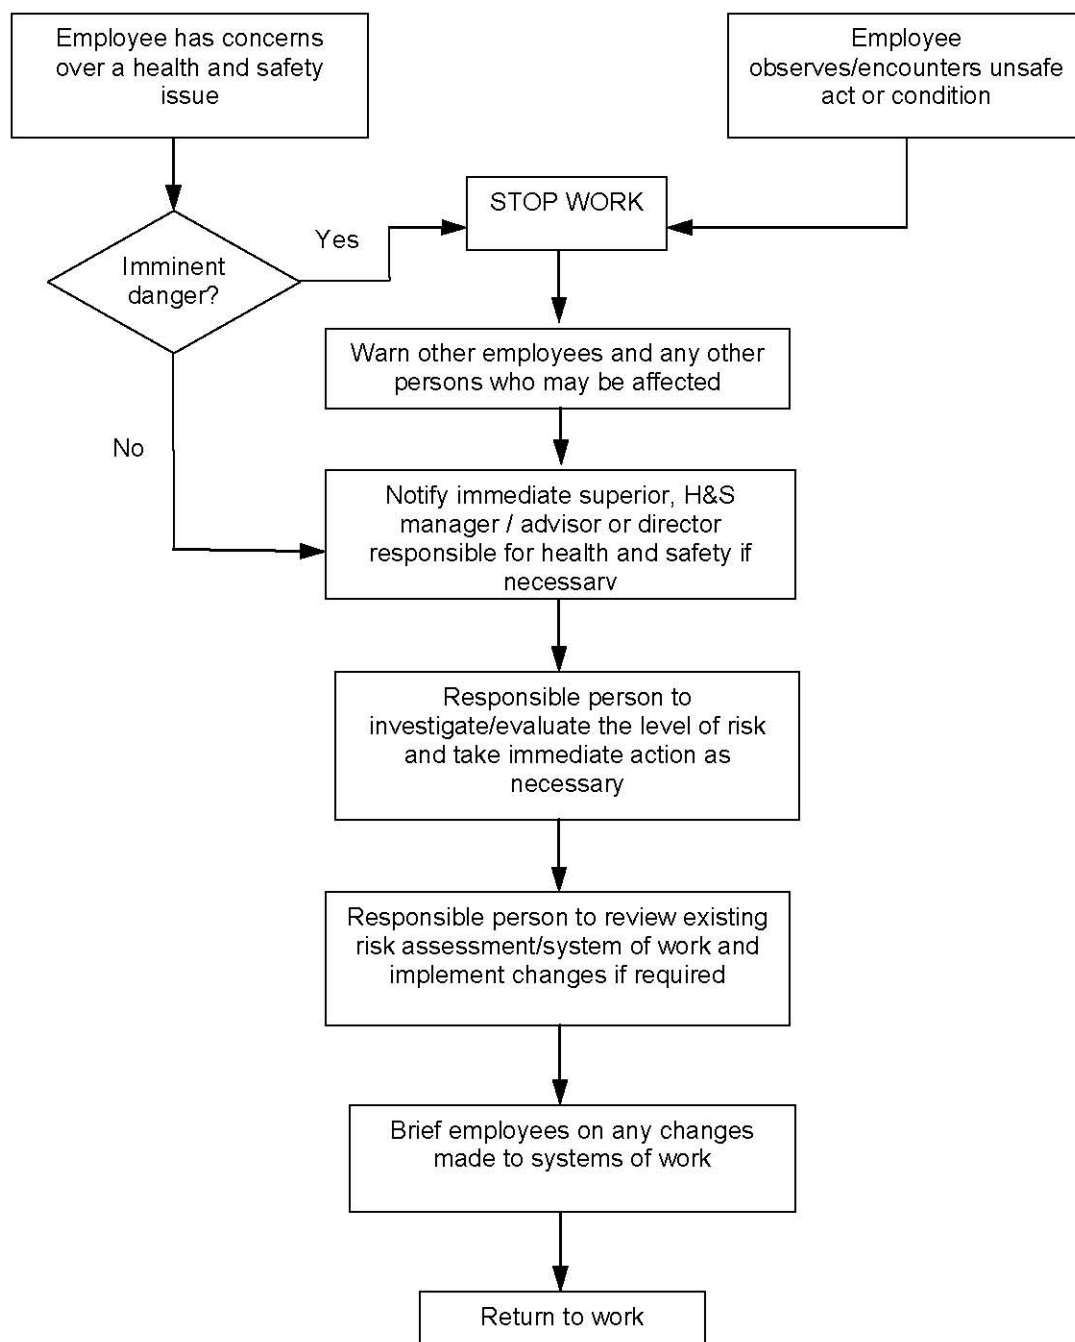 Employee has concerns
over a health and safety
issue
Employee
observes/encounters unsafe
act or condition
STOP WORK
Yes
Imminent
danger?
Warn other employees and any other
persons who may be affected
No
Notify immediate superior, H&S
manager / advisor or director
responsible for health and safety if
necessary
Responsible person to
investigate/evaluate the level of risk
and take immediate action as
necessary
Responsible person to review existing
risk assessment/system of work and
implement changes if required
Brief employees on any changes
made to systems of work
Return to work